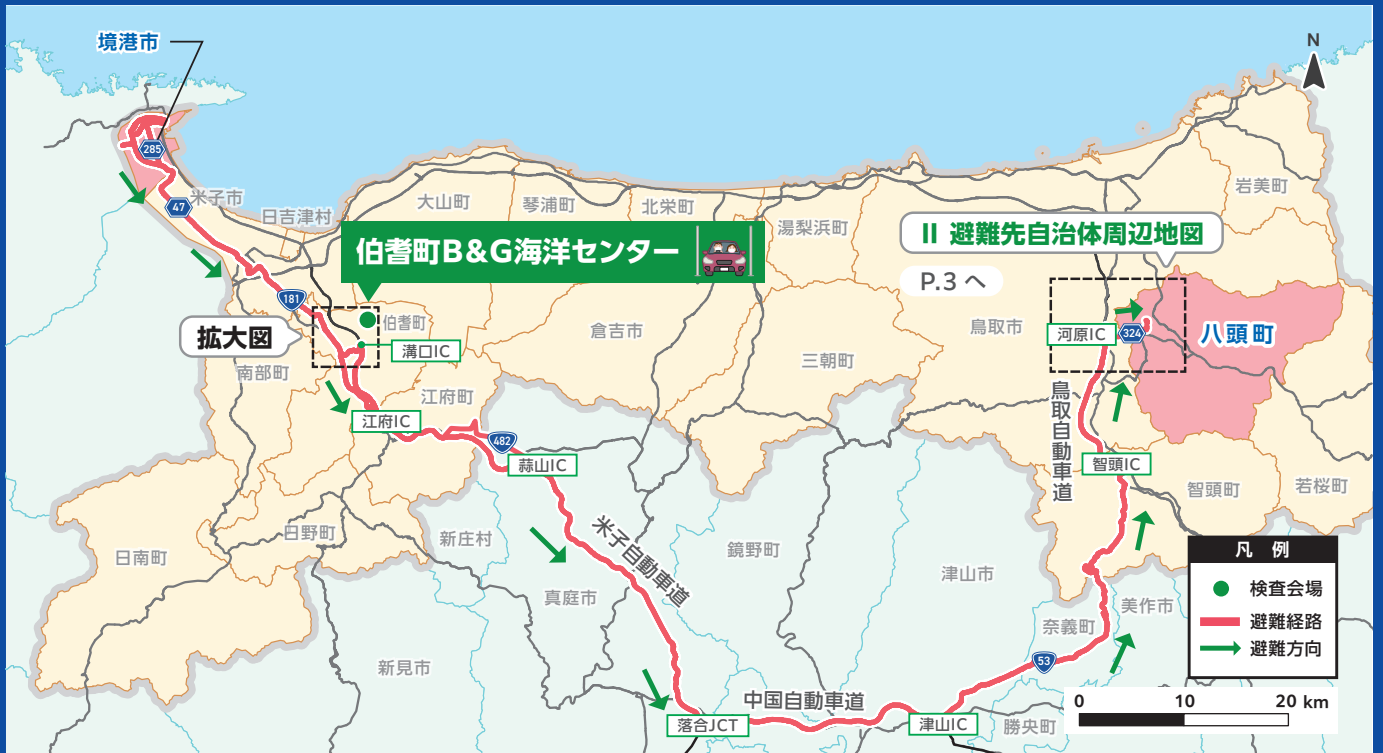 境港市
N
285
米子市
47
日吉津村
大山町
琴浦町
北栄町
湯梨浜町
岩美町
伯耆町B&G海洋センター
II 避難先自治体周辺地図
P.3 へ
181
拡大図
伯耆町
溝口IC
倉吉市
三朝町
鳥取市
河原IC
324
八頭町
南部町
江府町
江府IC
482
蒜山IC
鳥取自動車道
智頭IC
智頭町
若桜町
日南町
日野町
新庄村
米子自動車道
鏡野町
津山市
真庭市
新見市
美作市
奈義町
53
凡 例
検査会場
避難経路
避難方向
中国自動車道
落合JCT
津山IC
勝央町
0 10 20 km